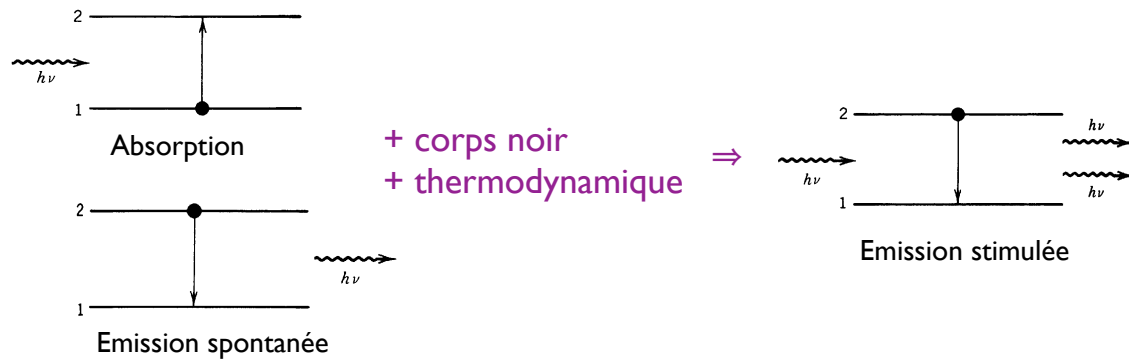 2
hν
1
Absorption
2
hν
1
Emission spontanée
+ corps noir
+ thermodynamique
⇒
2
hν
hν
hν
1
Emission stimulée